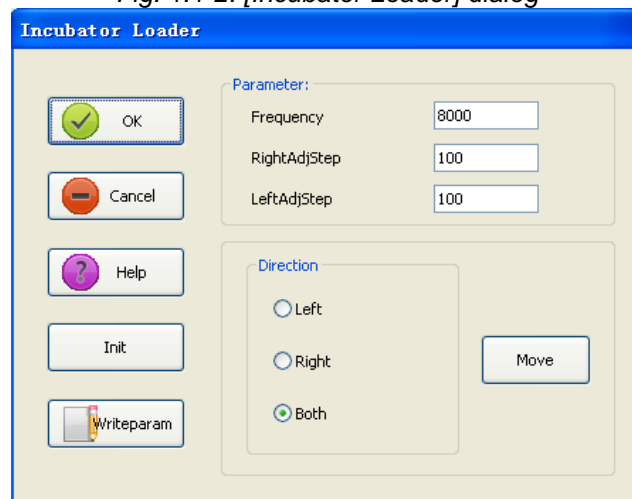 Fig. 4.4-2. [Incubator Loader] dialog
Incubator Loader
OK
Cancel
Help
Init
Writeparam
Parameter:
Frequency 8000
RightAdjStep 100
LeftAdjStep 100
Direction
Left
Right
Both
Move